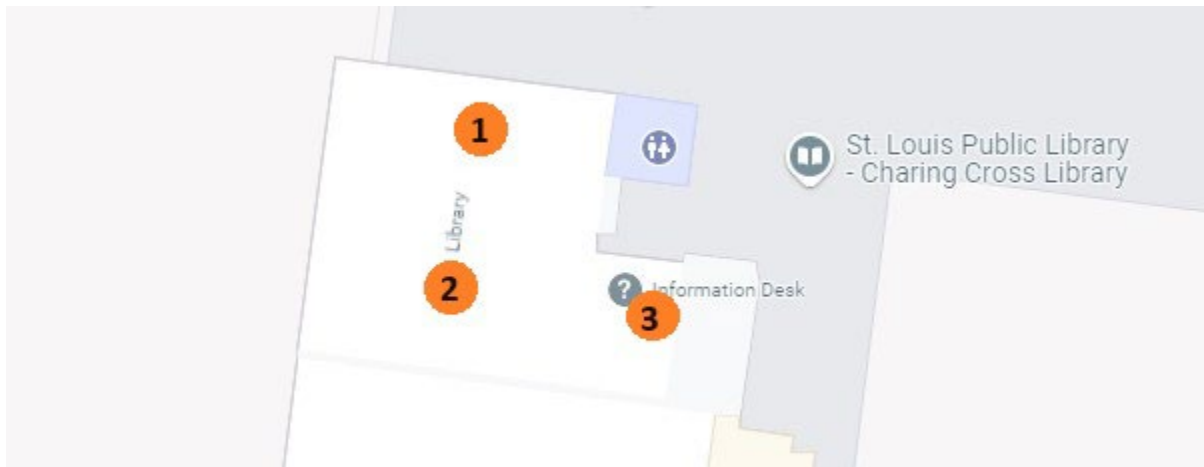 1
St. Louis Public Library
- Charing Cross Library
Library
2
Information Desk
3